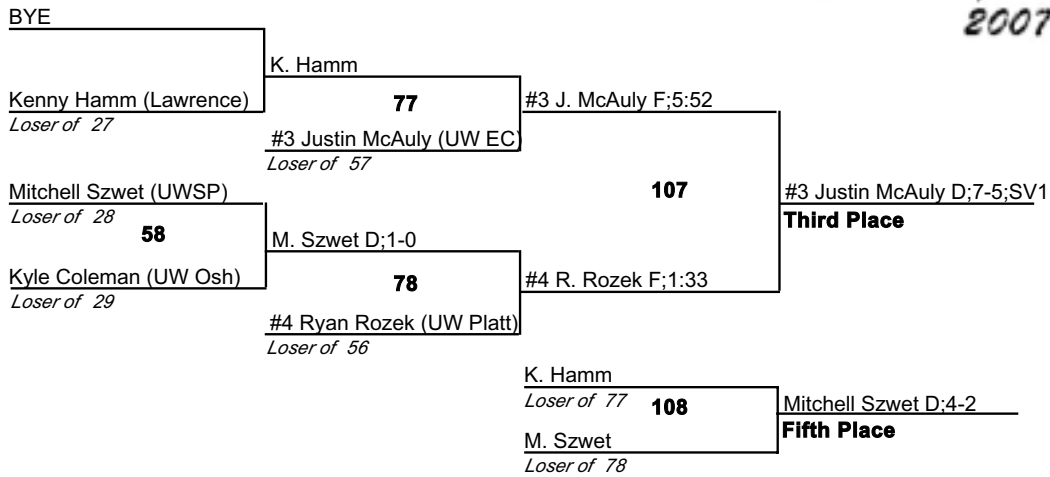 BYE
2007
K. Hamm
Kenny Hamm (Lawrence)
Loser of 27
77
#3 J. McAuly F;5:52
#3 Justin McAuly (UW EC)
Loser of 57
Mitchell Szwet (UWSP)
Loser of 28
107
#3 Justin McAuly D;7-5;SV1
Third Place
58
M. Szwet D;1-0
Kyle Coleman (UW Osh)
Loser of 29
78
#4 R. Rozek F;1:33
#4 Ryan Rozek (UW Platt)
Loser of 56
K. Hamm
Loser of 77
108
Mitchell Szwet D;4-2
Fifth Place
M. Szwet
Loser of 78